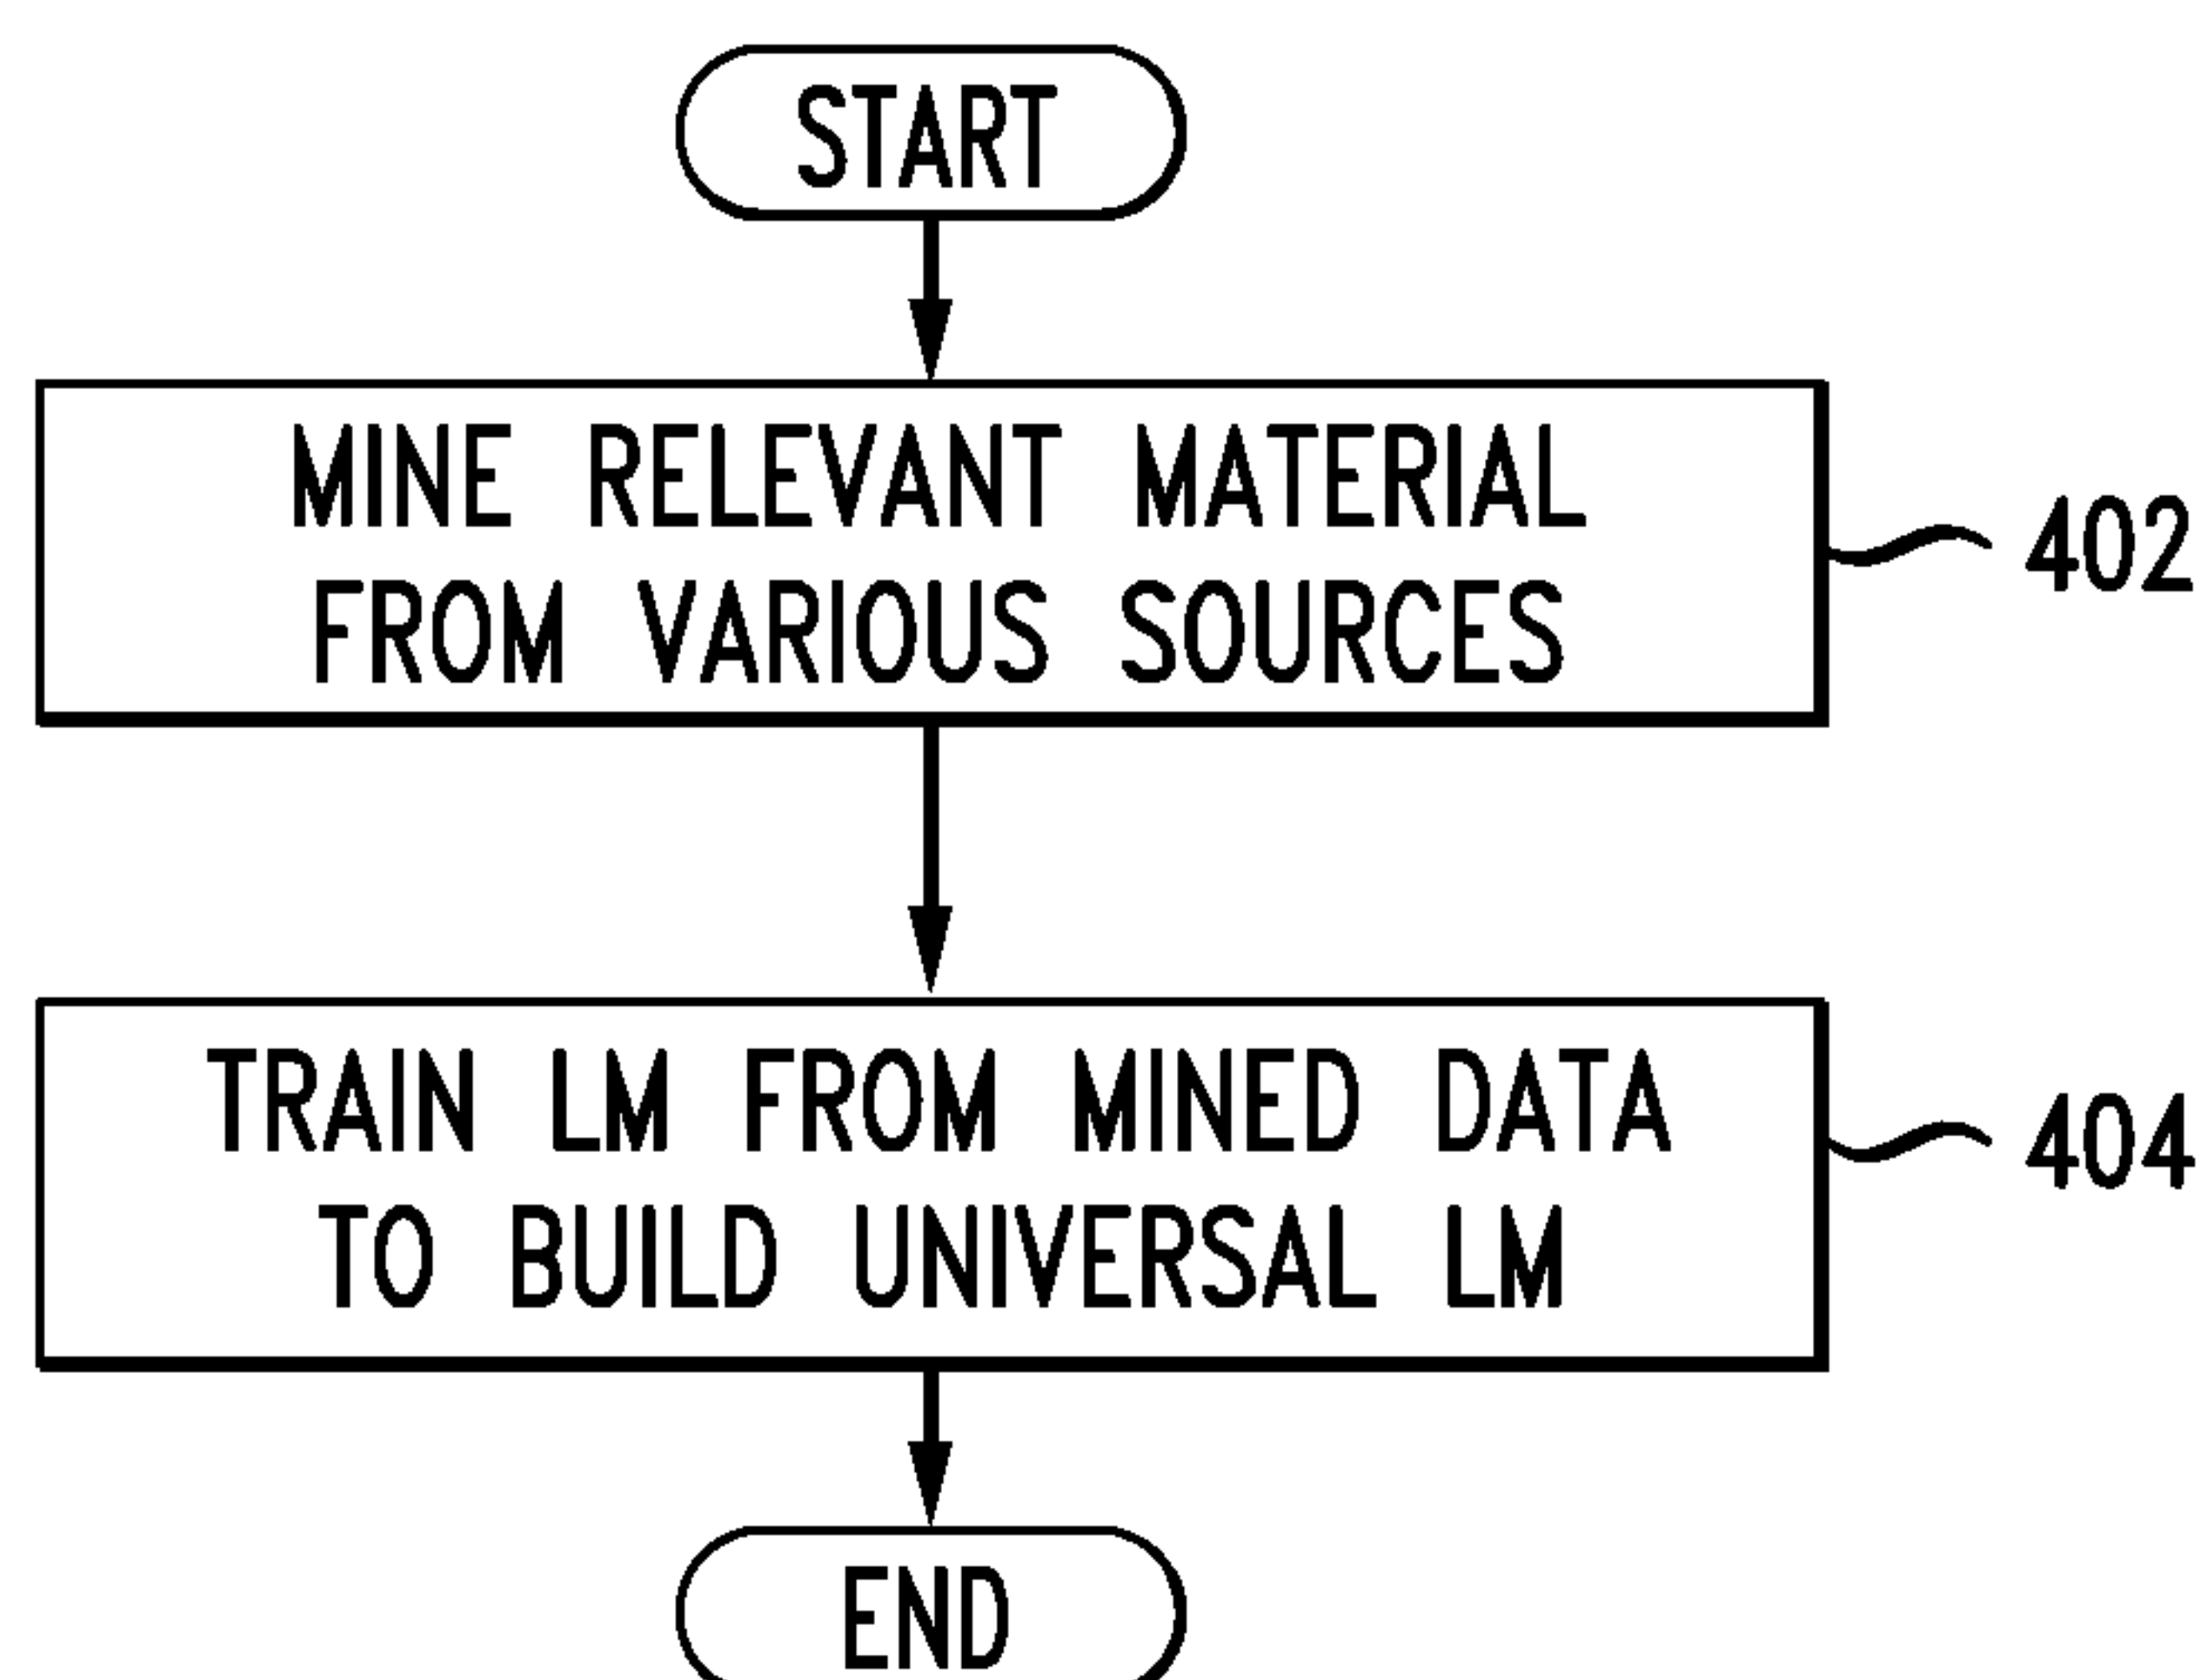 START
MINE RELEVANT MATERIAL
FROM VARIOUS SOURCES
402
TRAIN LM FROM MINED DATA
TO BUILD UNIVERSAL LM
404
END